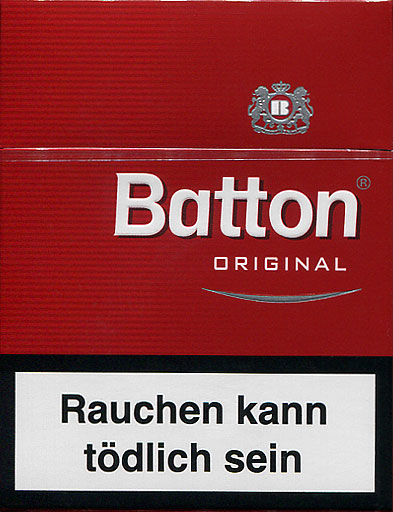 B
Batton®
ORIGINAL
Rauchen kann
tödlich sein